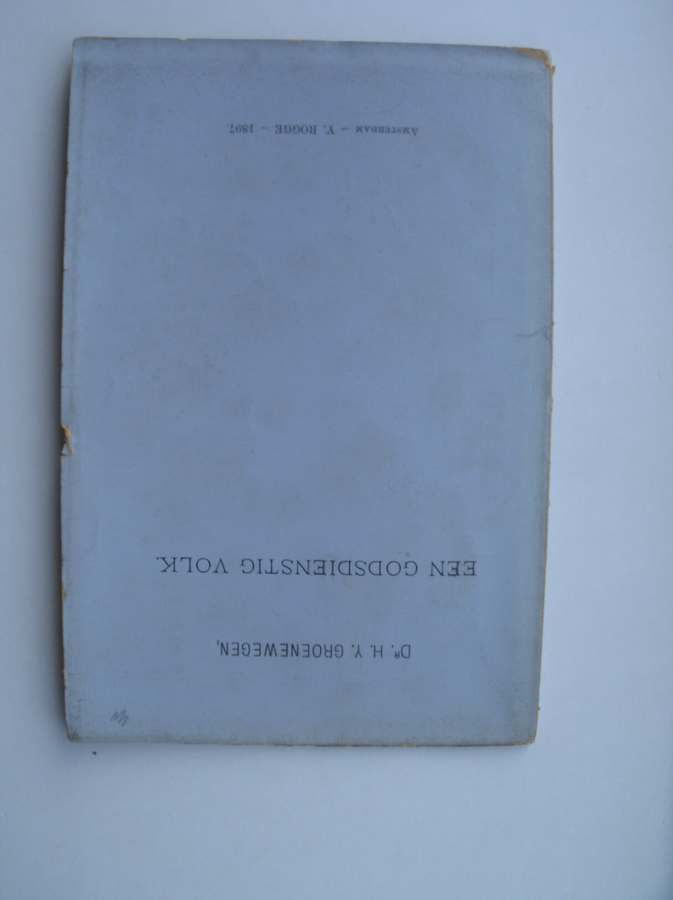 Dr. H. Y. GROENEWEGEN,
EEN GODSDIENSTIG VOLK.
AMSTERDAM – Y. ROGGE – 1897.